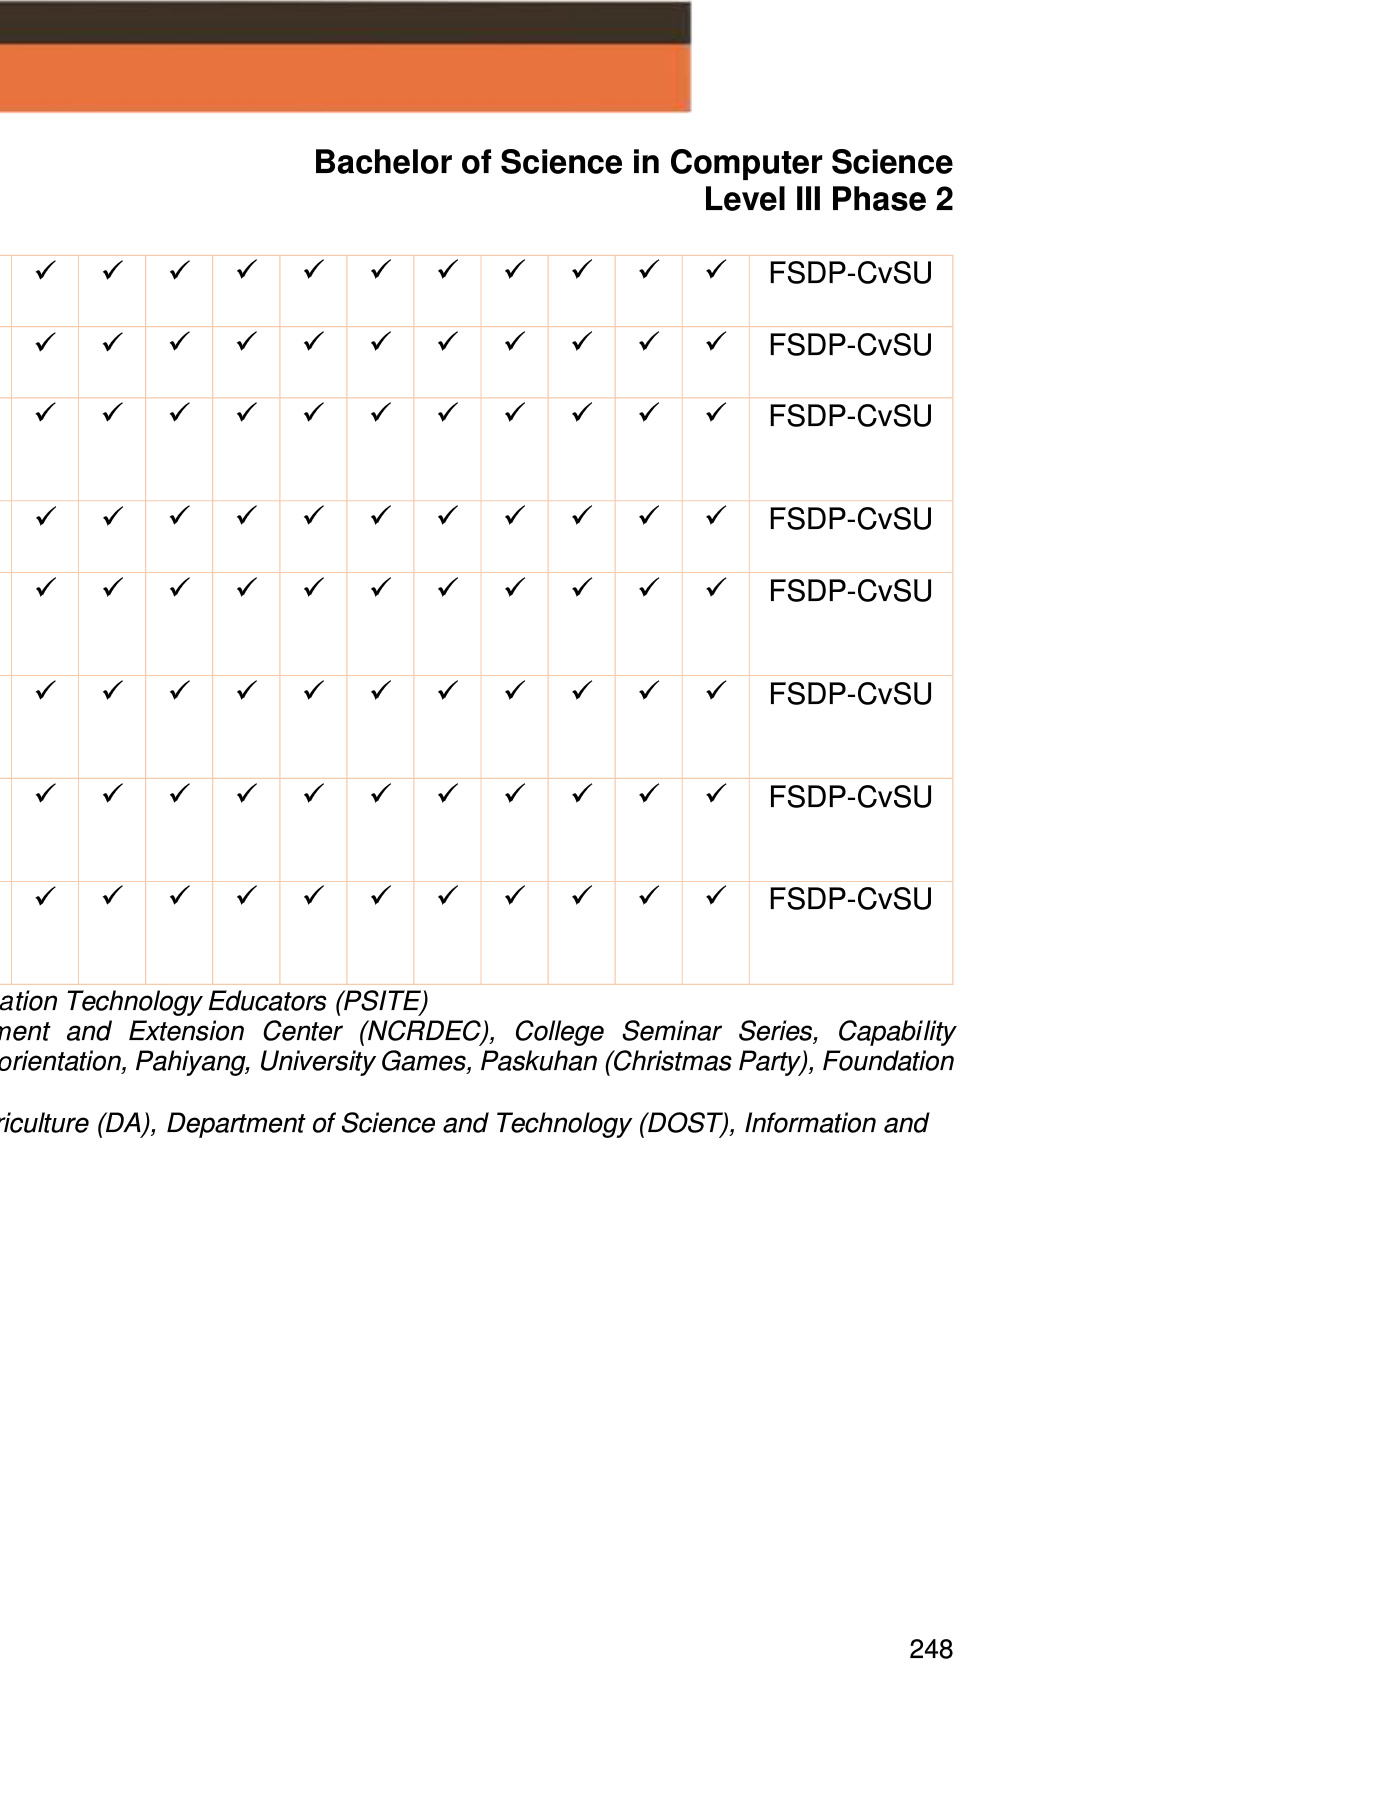 Bachelor of Science in Computer Science
Level III Phase 2
✓ ✓ ✓ ✓ ✓ ✓ ✓ ✓ ✓ ✓ ✓ FSDP-CvSU
✓ ✓ ✓ ✓ ✓ ✓ ✓ ✓ ✓ ✓ ✓ FSDP-CvSU
✓ ✓ ✓ ✓ ✓ ✓ ✓ ✓ ✓ ✓ ✓ FSDP-CvSU
✓ ✓ ✓ ✓ ✓ ✓ ✓ ✓ ✓ ✓ ✓ FSDP-CvSU
✓ ✓ ✓ ✓ ✓ ✓ ✓ ✓ ✓ ✓ ✓ FSDP-CvSU
✓ ✓ ✓ ✓ ✓ ✓ ✓ ✓ ✓ ✓ ✓ FSDP-CvSU
✓ ✓ ✓ ✓ ✓ ✓ ✓ ✓ ✓ ✓ ✓ FSDP-CvSU
✓ ✓ ✓ ✓ ✓ ✓ ✓ ✓ ✓ ✓ ✓ FSDP-CvSU
ation Technology Educators (PSITE)
ment and Extension Center (NCRDEC), College Seminar Series, Capability
orientation, Pahiyang, University Games, Paskuhan (Christmas Party), Foundation
riculture (DA), Department of Science and Technology (DOST), Information and
248